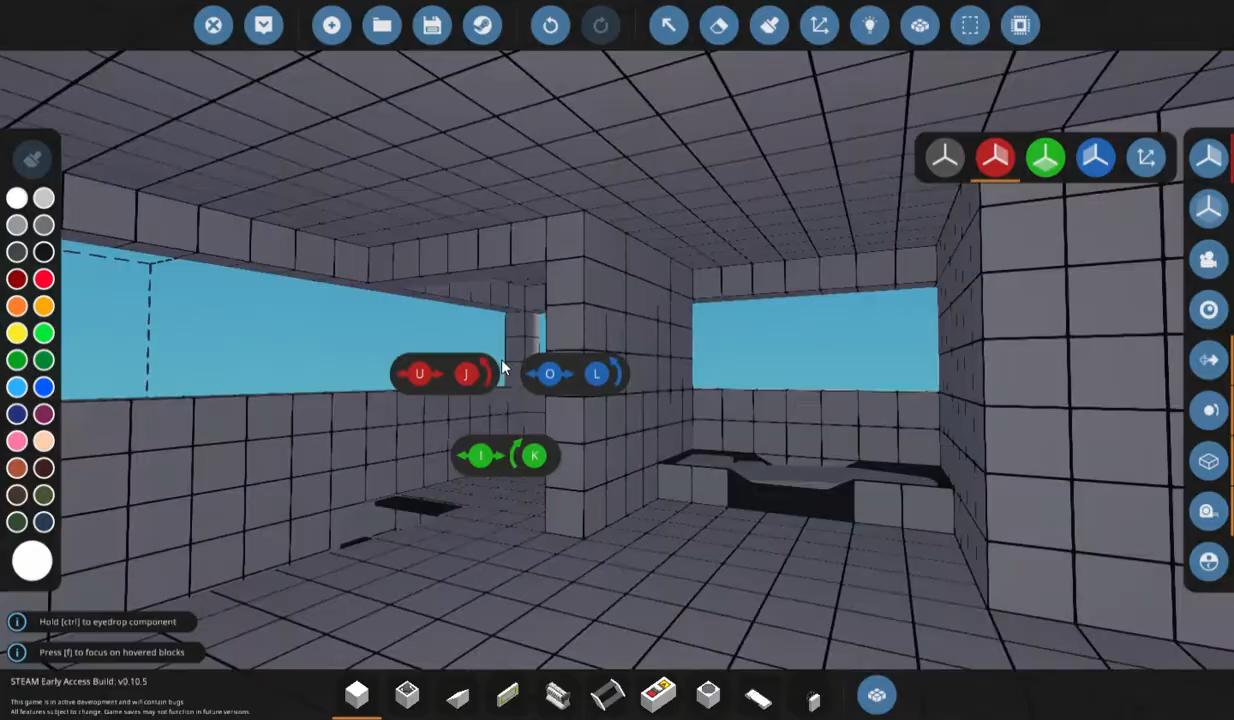 U J O L
I K
Hold [ctrl] to eyedrop component
Press [f] to focus on hovered blocks
STEAM Early Access Build: v0.10.5
This game is in active development and will contain bugs
All features subject to change. Game saves may not function in future versions.